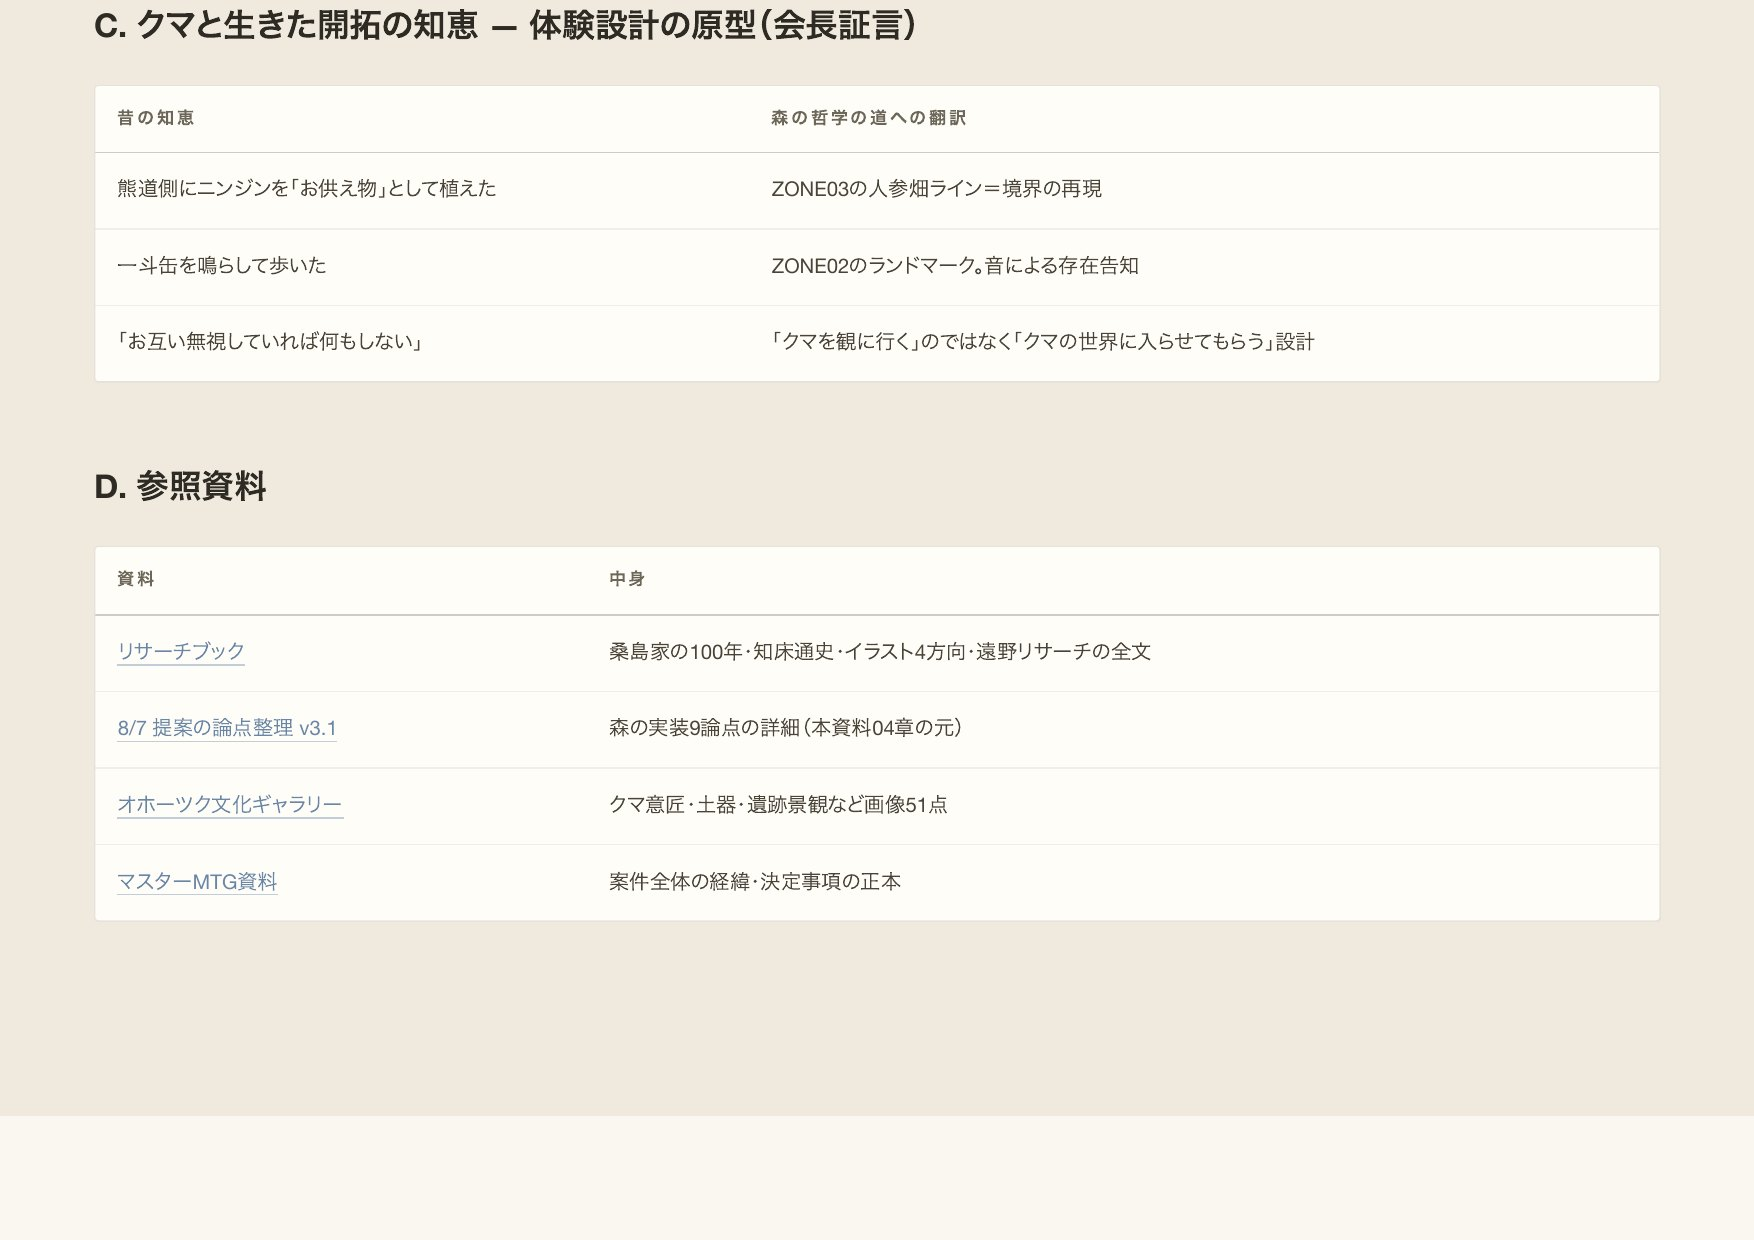 C. クマと生きた開拓の知恵 — 体験設計の原型（会長証言）
昔の知恵 森の哲学の道への翻訳
熊道側にニンジンを「お供え物」として植えた ZONE03の人参畑ライン＝境界の再現
一斗缶を鳴らして歩いた ZONE02のランドマーク。音による存在告知
「お互い無視していれば何もしない」 「クマを観に行く」のではなく「クマの世界に入らせてもらう」設計
D. 参照資料
資料 中身
リサーチブック 桑島家の100年・知床通史・イラスト4方向・遠野リサーチの全文
8/7 提案の論点整理 v3.1 森の実装9論点の詳細（本資料04章の元）
オホーツク文化ギャラリー クマ意匠・土器・遺跡景観など画像51点
マスターMTG資料 案件全体の経緯・決定事項の正本